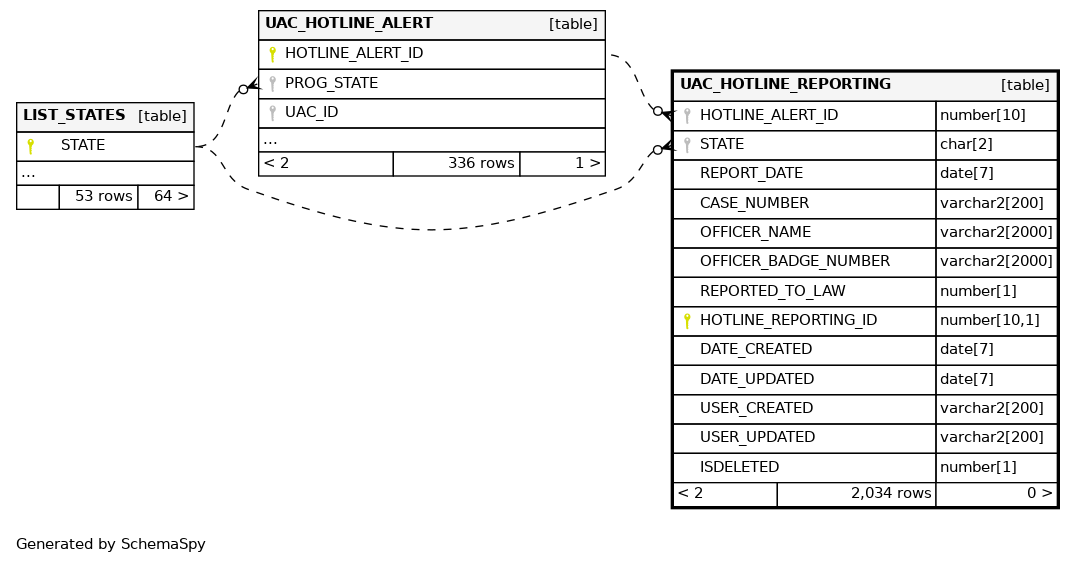 UAC_HOTLINE_ALERT [table]
HOTLINE_ALERT_ID
PROG_STATE
UAC_ID
...
< 2 336 rows 1 >
LIST_STATES [table]
STATE
...
53 rows 64 >
UAC_HOTLINE_REPORTING [table]
HOTLINE_ALERT_ID number[10]
STATE char[2]
REPORT_DATE date[7]
CASE_NUMBER varchar2[200]
OFFICER_NAME varchar2[2000]
OFFICER_BADGE_NUMBER varchar2[2000]
REPORTED_TO_LAW number[1]
HOTLINE_REPORTING_ID number[10,1]
DATE_CREATED date[7]
DATE_UPDATED date[7]
USER_CREATED varchar2[200]
USER_UPDATED varchar2[200]
ISDELETED number[1]
< 2 2,034 rows 0 >
Generated by SchemaSpy